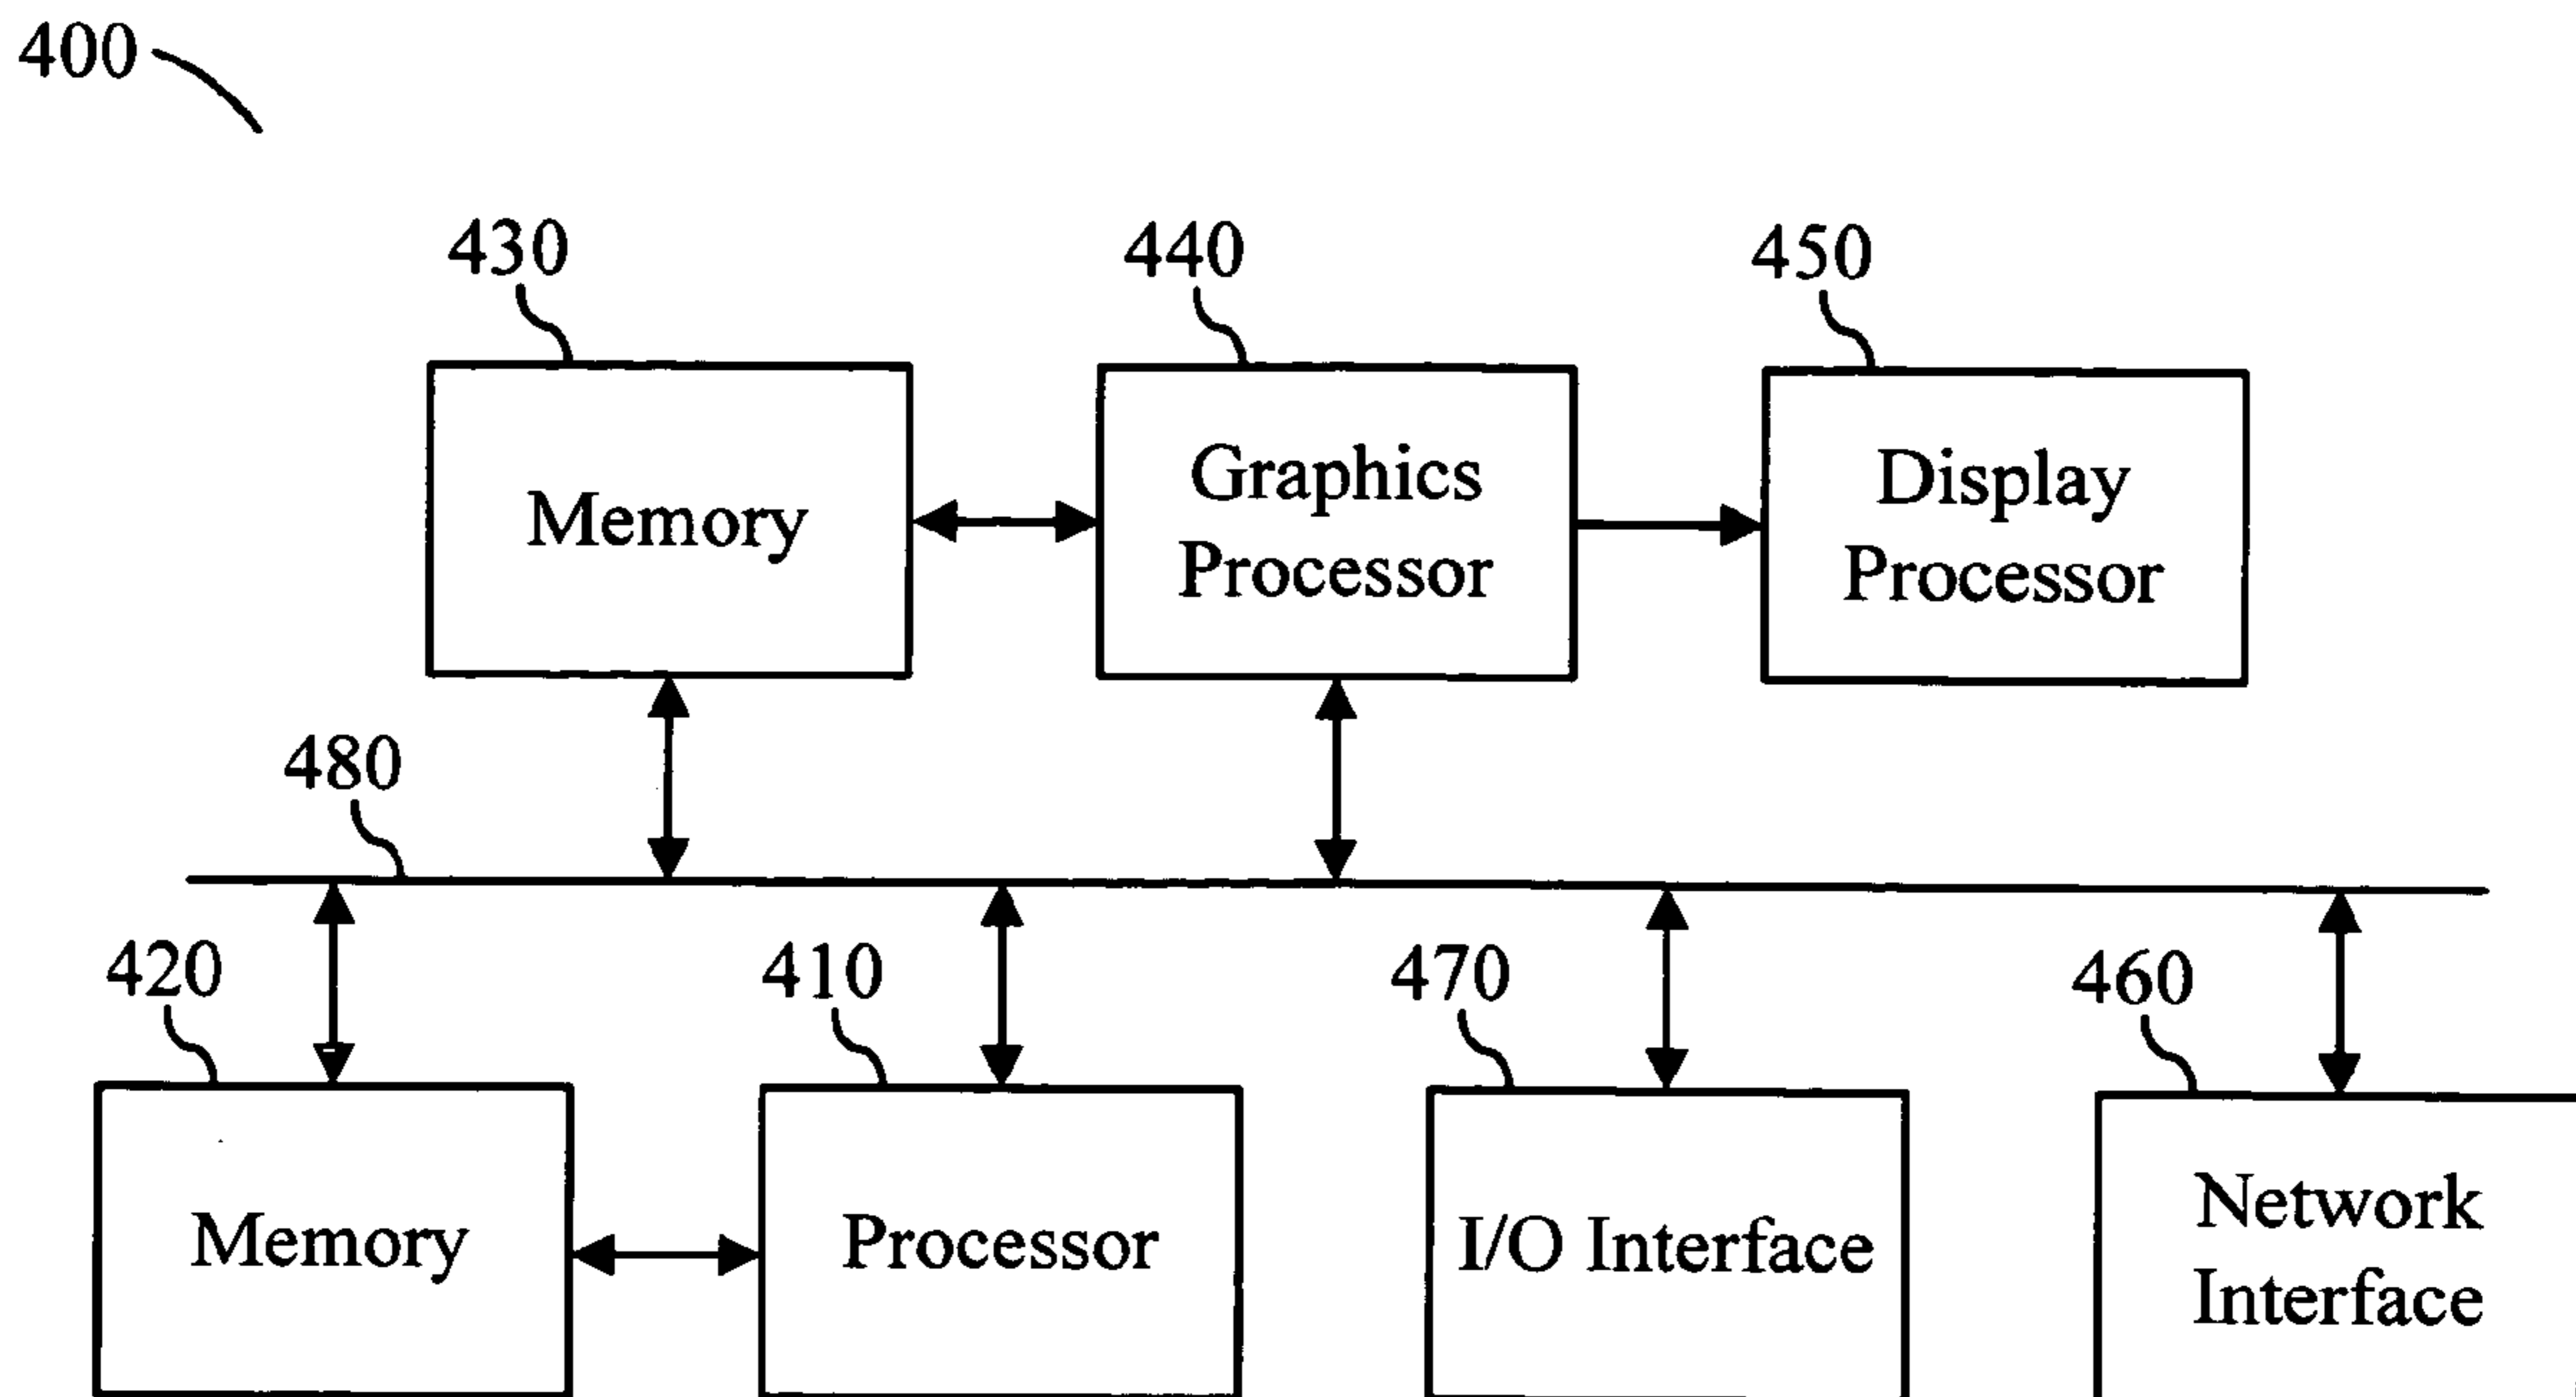 400
430
440
450
Memory
Graphics
Processor
Display
Processor
480
420
410
470
460
Memory
Processor
I/O Interface
Network
Interface